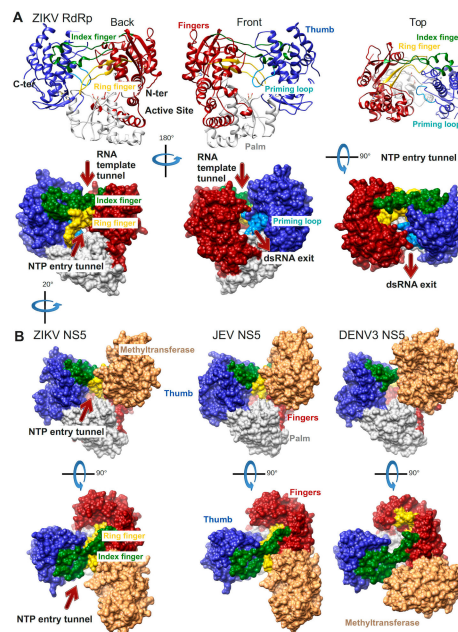 A
ZIKV RdRp
Back
Index finger
C-ter
N-ter
Ring finger
Active Site
Front
Fingers
Thumb
Priming loop
Palm
Top
Index finger
Ring finger
Priming loop
180°
90°
RNA
template
tunnel
Index finger
Ring finger
NTP entry tunnel
RNA
template
tunnel
Priming loop
dsRNA exit
NTP entry tunnel
dsRNA exit
20°
B
ZIKV NS5
JEV NS5
DENV3 NS5
Methyltransferase
Thumb
NTP entry tunnel
Fingers
Palm
90°
90°
90°
Ring finger
Index finger
NTP entry tunnel
Fingers
Thumb
Methyltransferase